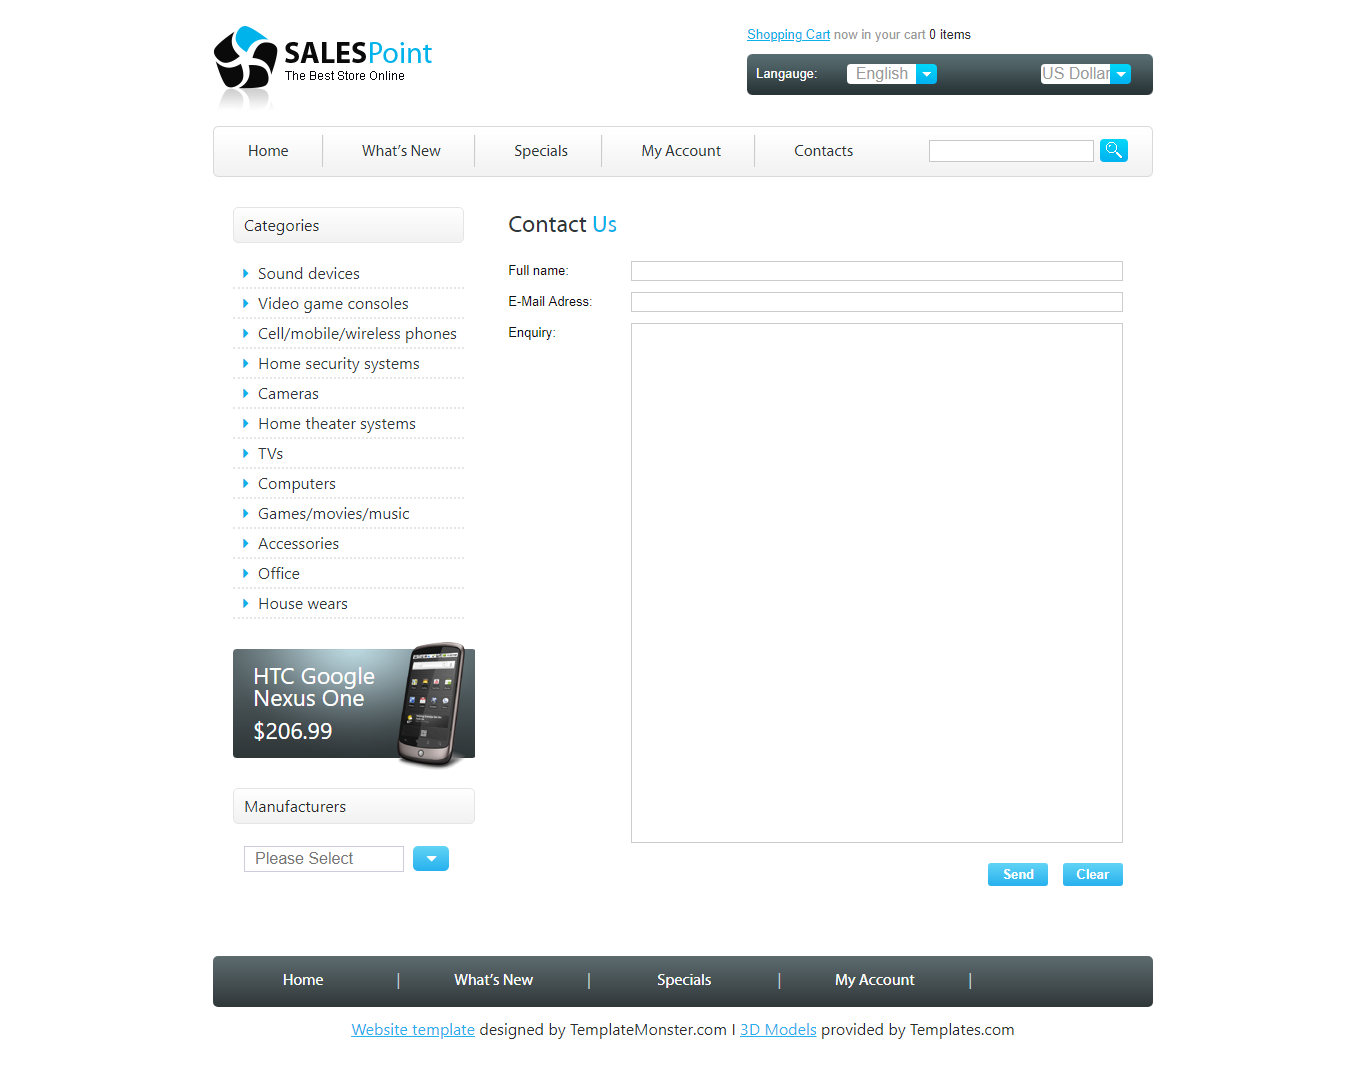 SALESPoint
The Best Store Online
Shopping Cart now in your cart 0 items
Langauge: English US Dollar
Home What's New Specials My Account Contacts
Categories
Sound devices
Video game consoles
Cell/mobile/wireless phones
Home security systems
Cameras
Home theater systems
TVs
Computers
Games/movies/music
Accessories
Office
House wears
HTC Google
Nexus One
$206.99
Manufacturers
Please Select
Contact Us
Full name:
E-Mail Adress:
Enquiry:
Send Clear
Home | What's New | Specials | My Account |
Website template designed by TemplateMonster.com I 3D Models provided by Templates.com